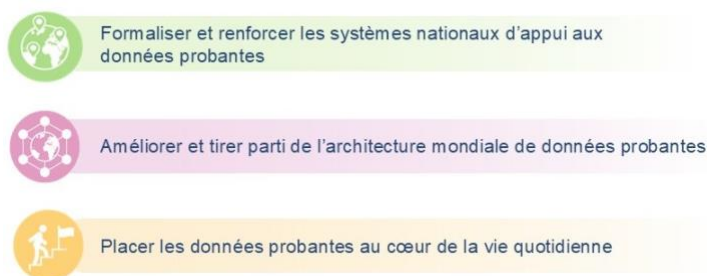 Formaliser et renforcer les systèmes nationaux d'appui aux
données probantes
Améliorer et tirer parti de l'architecture mondiale de données probantes
Placer les données probantes au cœur de la vie quotidienne